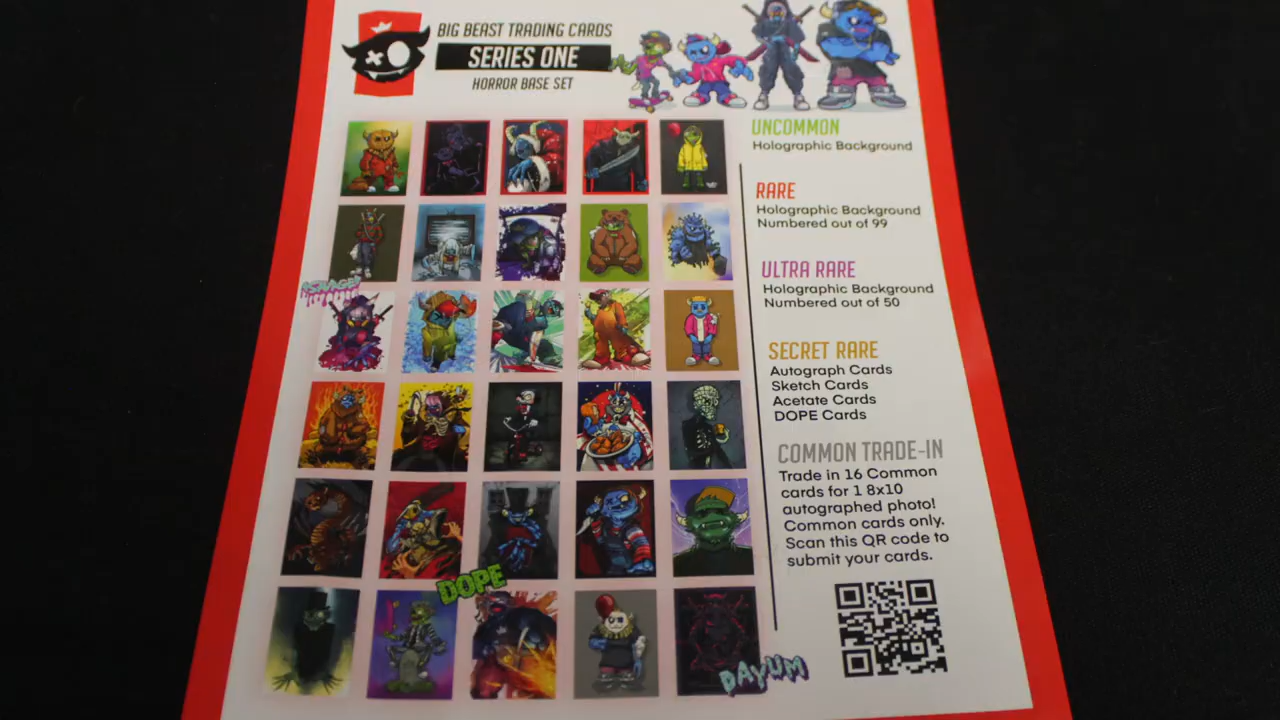 BIG BEAST TRADING CARDS
SERIES ONE
HORROR BASE SET
UNCOMMON
Holographic Background
RARE
Holographic Background
Numbered out of 99
ULTRA RARE
Holographic Background
Numbered out of 50
SECRET RARE
Autograph Cards
Sketch Cards
Acetate Cards
DOPE Cards
COMMON TRADE-IN
Trade in 16 Common
cards for 1 8x10
autographed photo!
Common cards only.
Scan this QR code to
submit your cards.
SAVAGE
DOPE
DAYUM